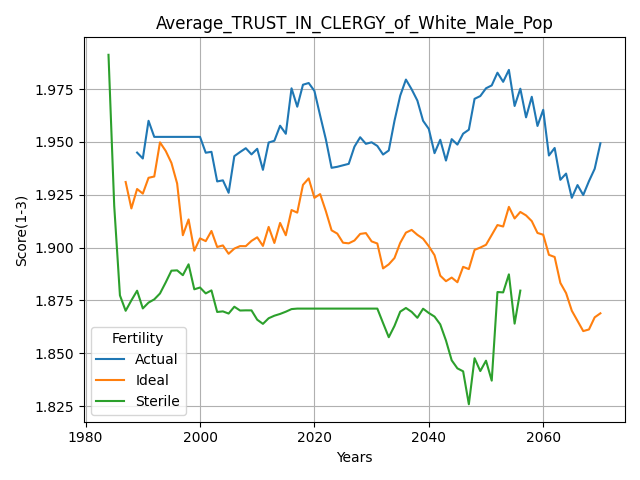 Average_TRUST_IN_CLERGY_of_White_Male_Pop
Score(1-3)
1.975
1.950
1.925
1.900
1.875
1.850
1.825
Fertility
Actual
Ideal
Sterile
1980
2000
2020
2040
2060
Years